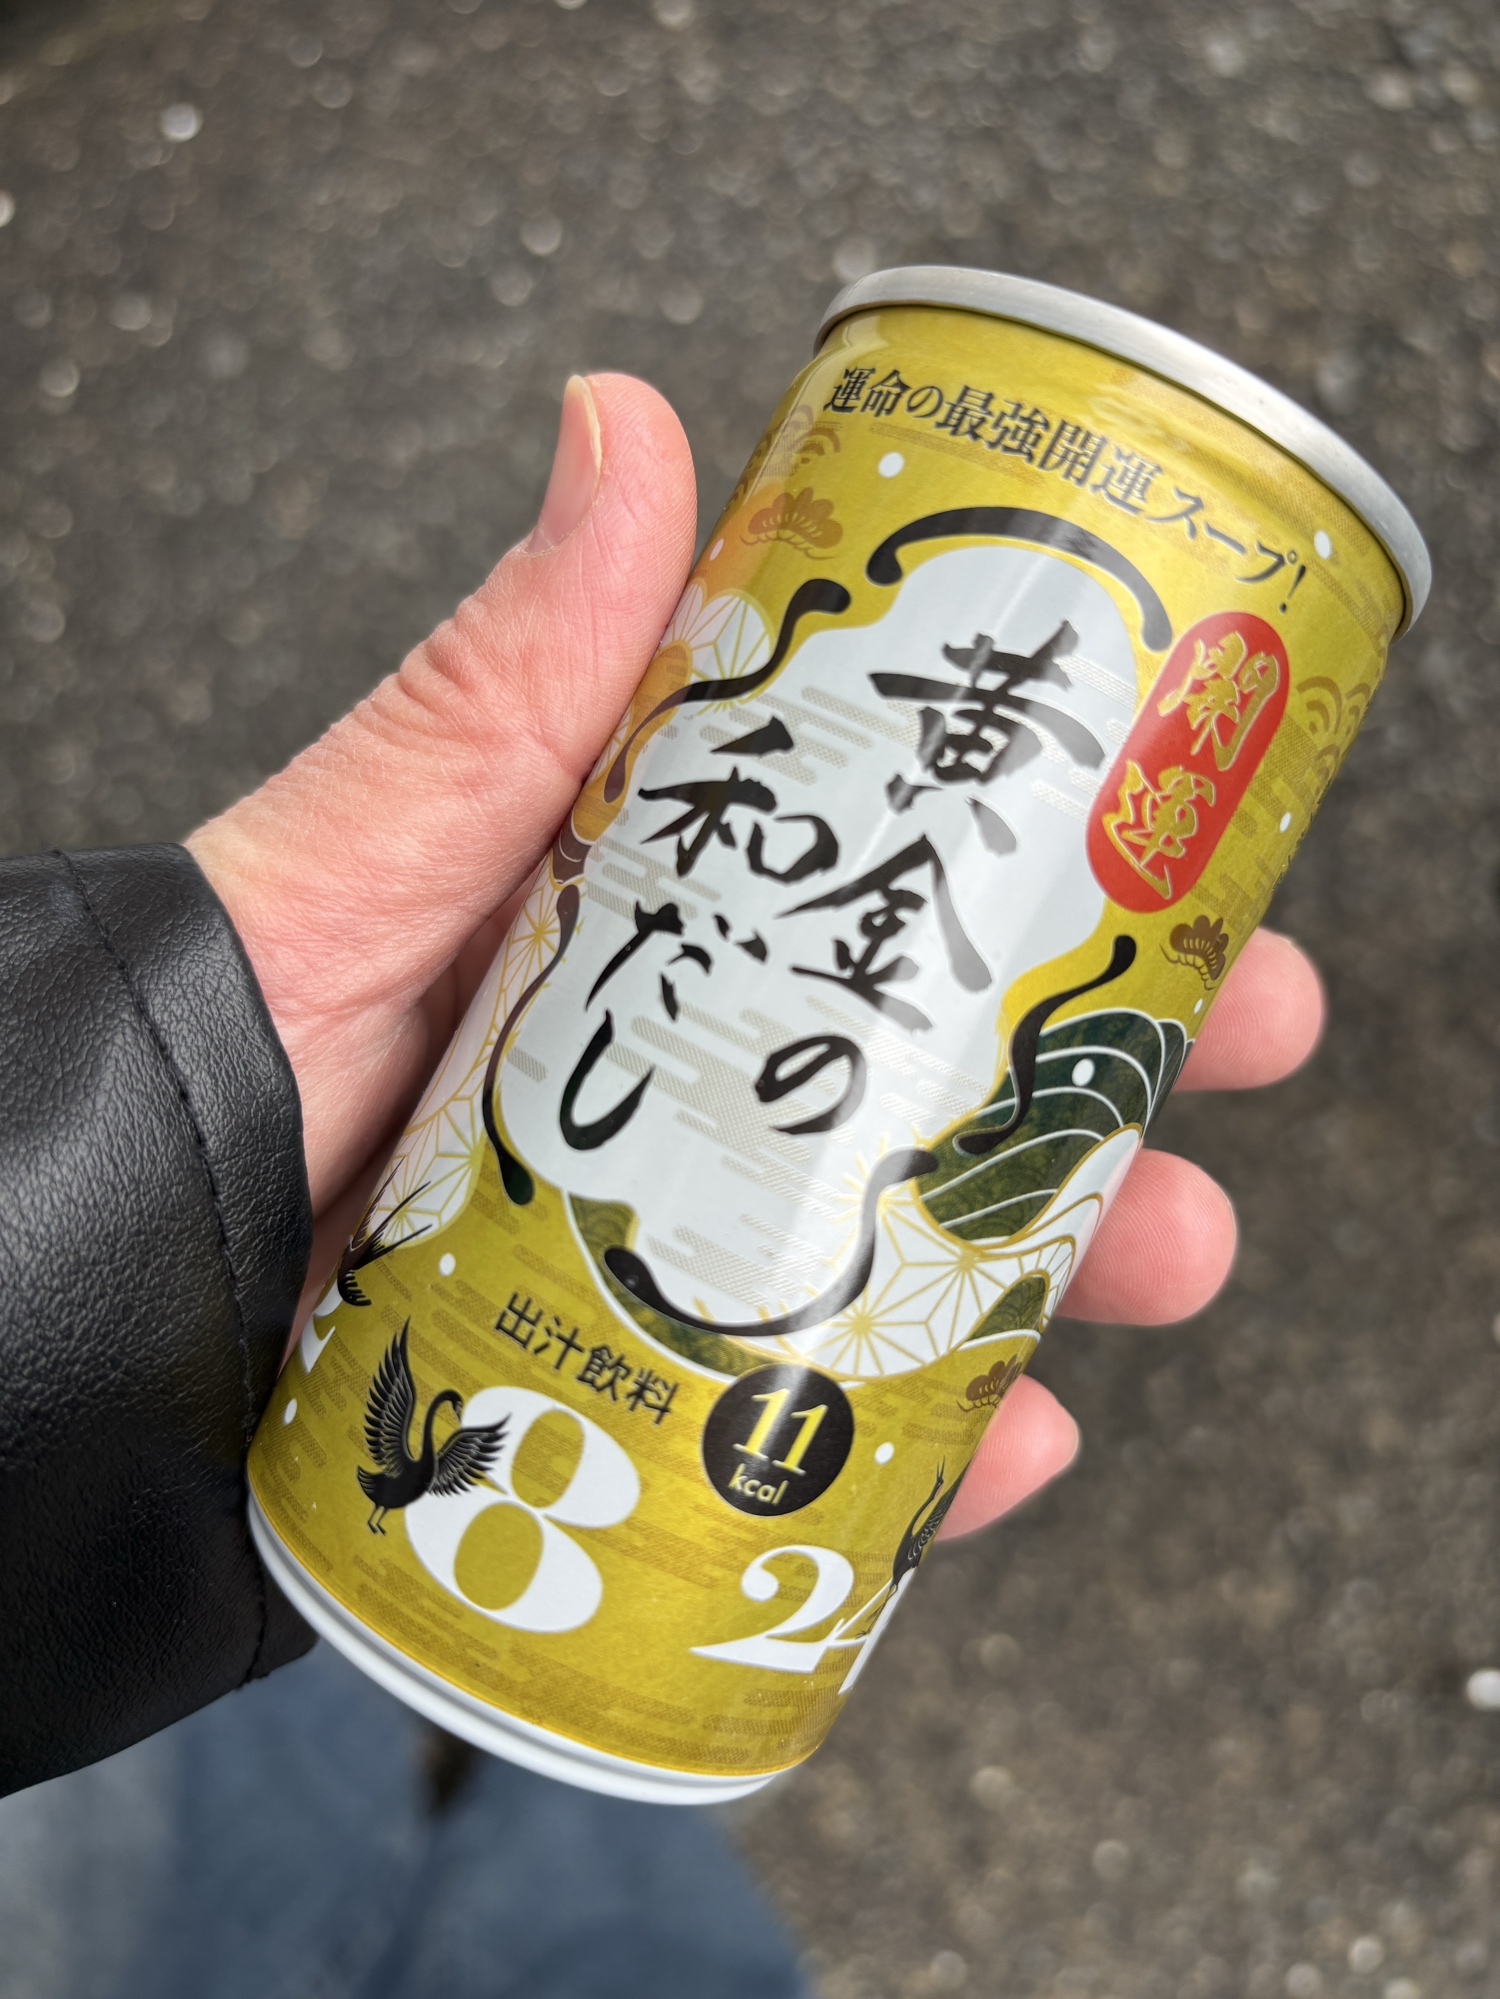 運命の最強開運スープ!
開運
黄金の
和だし
出汁飲料
11
kcal
8
24